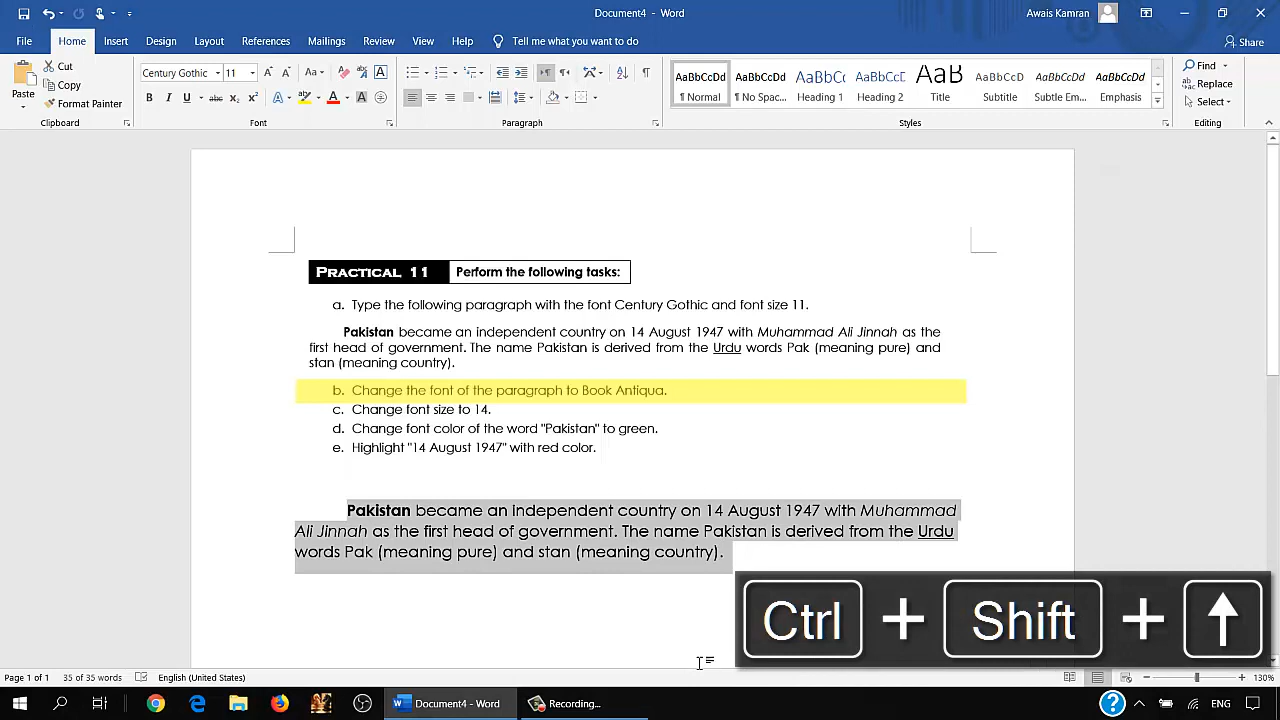 Document4 - Word
Awais Kamran
File Home Insert Design Layout References Mailings Review View Help Tell me what you want to do Share
Paste
Cut
Copy
Format Painter
Century Gothic 11
AaBbCcDd ¶ Normal
AaBbCcDd ¶ No Spac...
AaBbC Heading 1
AaBbCcD Heading 2
AaB Title
AaBbCcD Subtitle
AaBbCcDd Subtle Em...
AaBbCcDd Emphasis
Find
Replace
Select
Clipboard Font Paragraph Styles Editing
Practical 11 Perform the following tasks:
a. Type the following paragraph with the font Century Gothic and font size 11.
Pakistan became an independent country on 14 August 1947 with Muhammad Ali Jinnah as the
first head of government. The name Pakistan is derived from the Urdu words Pak (meaning pure) and
stan (meaning country).
b. Change the font of the paragraph to Book Antiqua.
c. Change font size to 14.
d. Change font color of the word "Pakistan" to green.
e. Highlight "14 August 1947" with red color.
Pakistan became an independent country on 14 August 1947 with Muhammad
Ali Jinnah as the first head of government. The name Pakistan is derived from the Urdu
words Pak (meaning pure) and stan (meaning country).
Ctrl + Shift + ↑
Page 1 of 1 35 of 35 words English (United States) 130%
Document4 - Word Recording... ENG